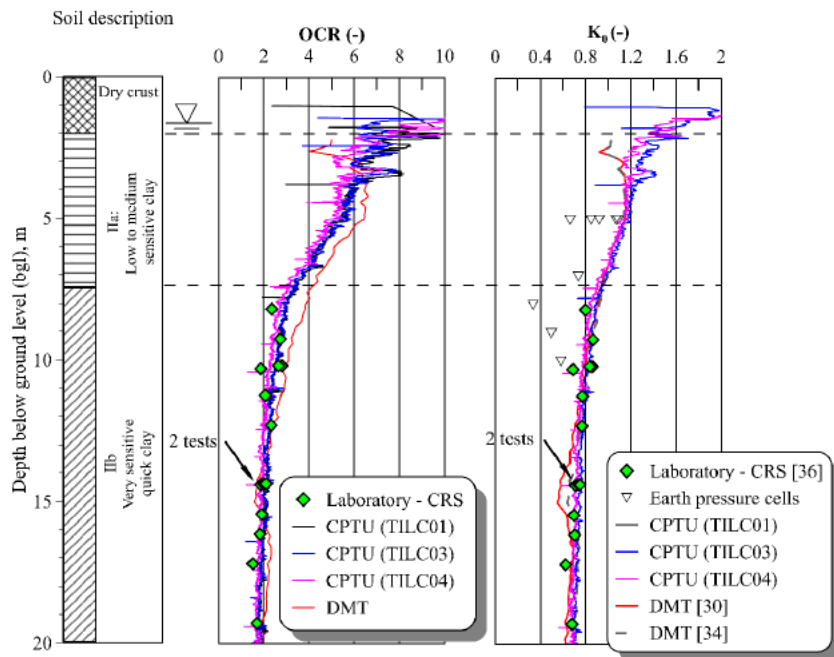 Soil description
OCR (-)
K₀ (-)
0 2 4 6 8 10
0 0.4 0.8 1.2 1.6 2
0
5
10
15
20
Depth below ground level (bgl), m
Dry crust
IIa:
Low to medium
sensitive clay
IIb
Very sensitive
quick clay
2 tests
Laboratory - CRS
CPTU (TILC01)
CPTU (TILC03)
CPTU (TILC04)
DMT
2 tests
Laboratory - CRS [36]
Earth pressure cells
CPTU (TILC01)
CPTU (TILC03)
CPTU (TILC04)
DMT [30]
DMT [34]